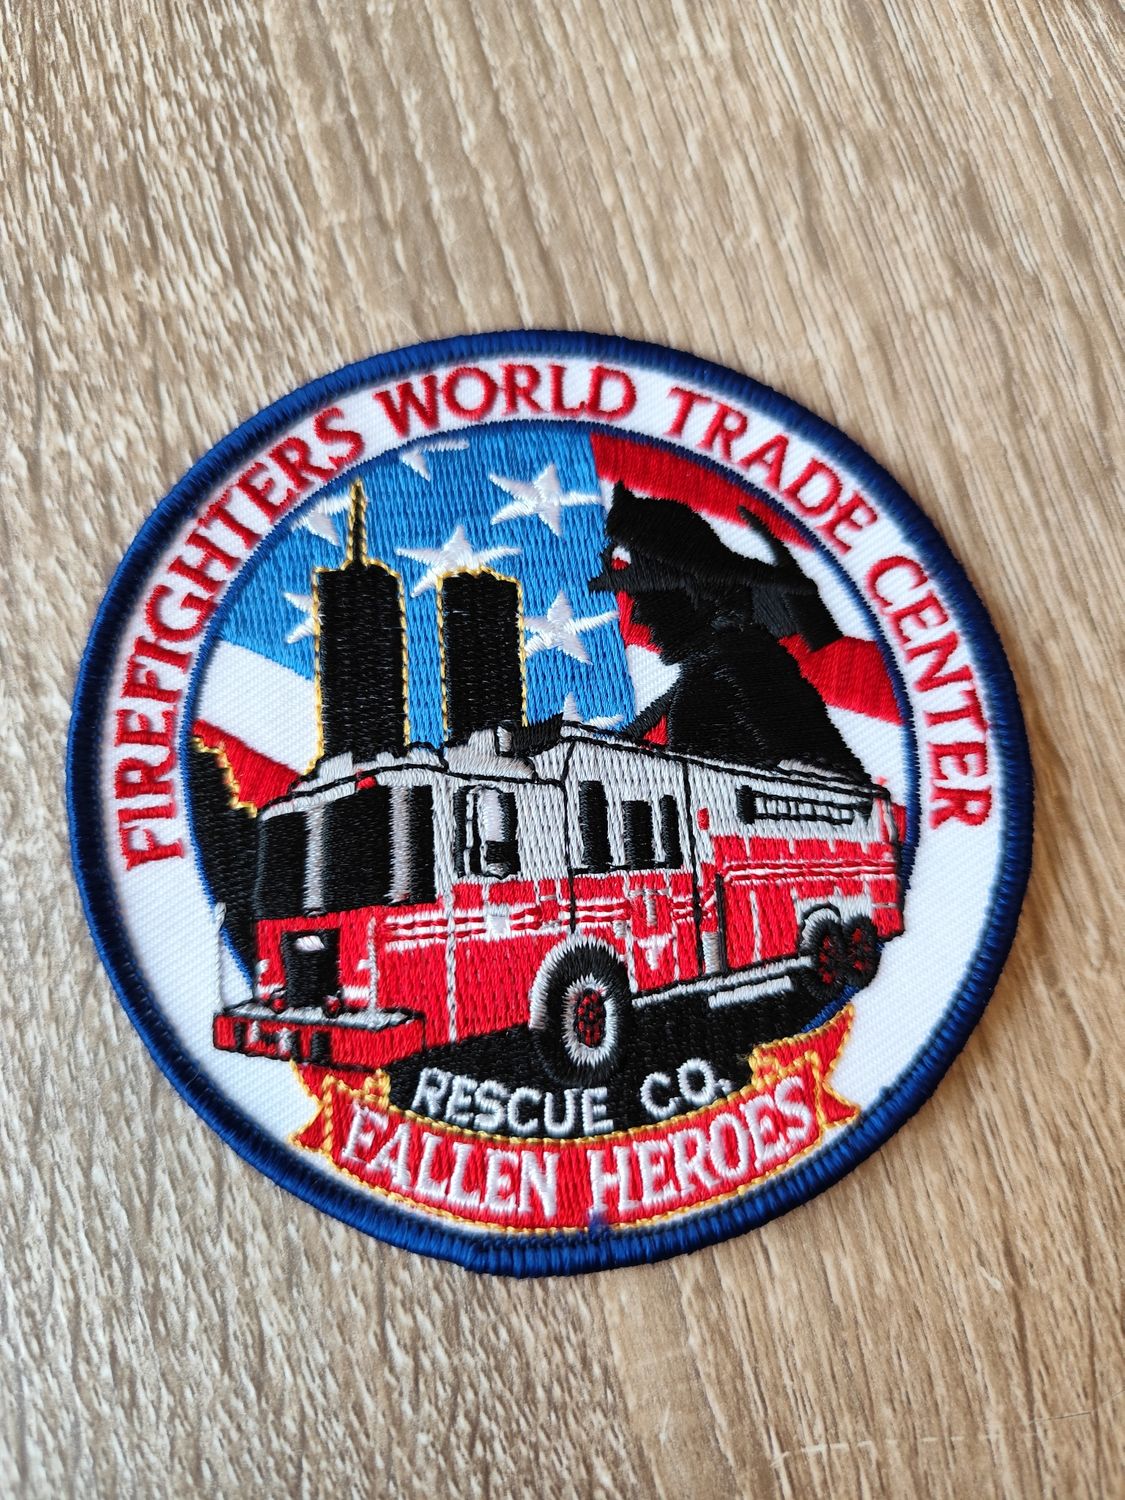 FIREFIGHTERS WORLD TRADE CENTER
RESCUE CO.
FALLEN HEROES